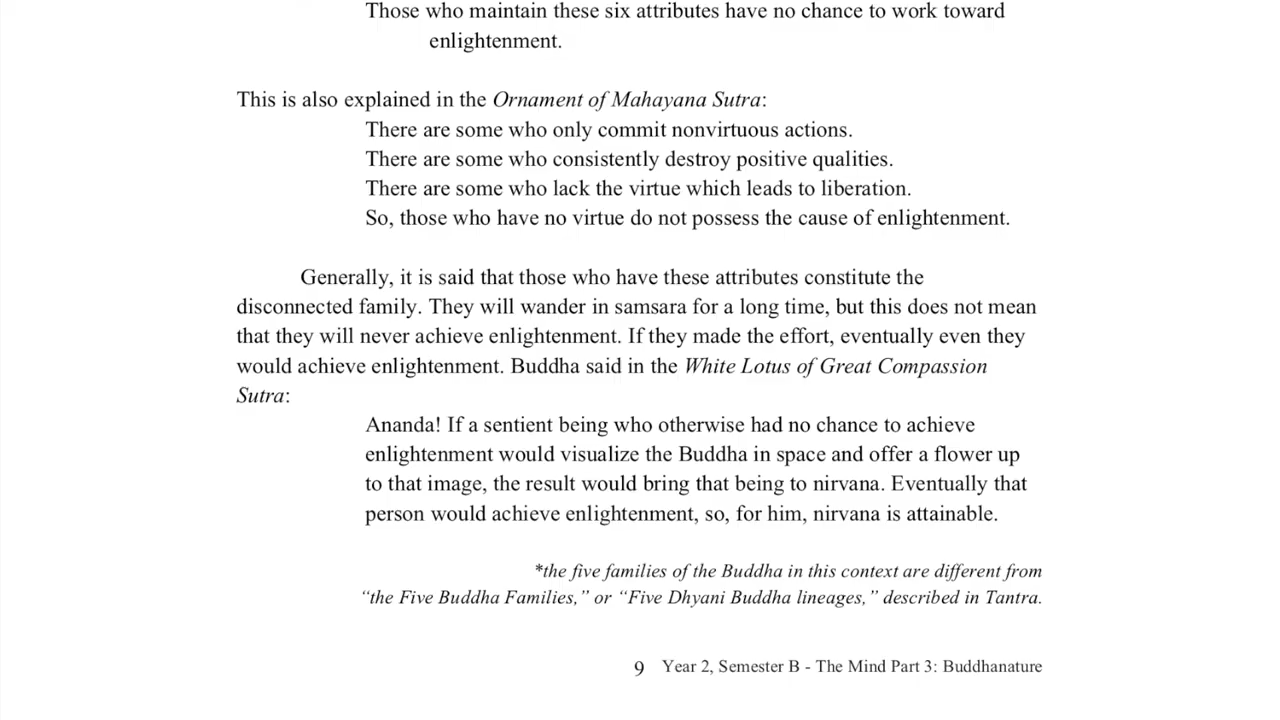 Those who maintain these six attributes have no chance to work toward
enlightenment.
This is also explained in the Ornament of Mahayana Sutra:
There are some who only commit nonvirtuous actions.
There are some who consistently destroy positive qualities.
There are some who lack the virtue which leads to liberation.
So, those who have no virtue do not possess the cause of enlightenment.
Generally, it is said that those who have these attributes constitute the
disconnected family. They will wander in samsara for a long time, but this does not mean
that they will never achieve enlightenment. If they made the effort, eventually even they
would achieve enlightenment. Buddha said in the White Lotus of Great Compassion
Sutra:
Ananda! If a sentient being who otherwise had no chance to achieve
enlightenment would visualize the Buddha in space and offer a flower up
to that image, the result would bring that being to nirvana. Eventually that
person would achieve enlightenment, so, for him, nirvana is attainable.
*the five families of the Buddha in this context are different from
“the Five Buddha Families,” or “Five Dhyani Buddha lineages,” described in Tantra.
9 Year 2, Semester B - The Mind Part 3: Buddhanature